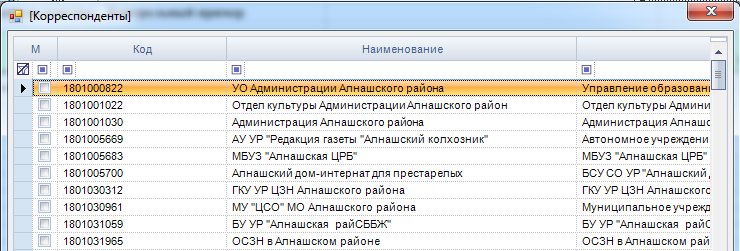 [Корреспонденты]
М Код Наименование
1801000822 УО Администрации Алнашского района Управление образован
1801001022 Отдел культуры Администрации Алнашского район Отдел культуры Админи
1801001030 Администрация Алнашского района Администрация Алнашс
1801005669 АУ УР "Редакция газеты "Алнашский колхозник" Автономное учреждени
1801005683 МБУЗ "Алнашская ЦРБ" МБУЗ "Алнашская ЦРБ"
1801005700 Алнашский дом-интернат для престарелых БСУ СО УР "Алнашский д
1801030312 ГКУ УР ЦЗН Алнашского района ГКУ УР ЦЗН Алнашского
1801030961 МУ "ЦСО" МО Алнашского района Муниципальное учрежд
1801031059 БУ УР "Алнашская райСББЖ" БУ УР "Алнашская рай
1801031965 ОСЗН в Алнашском районе ОСЗН в Алнашском район